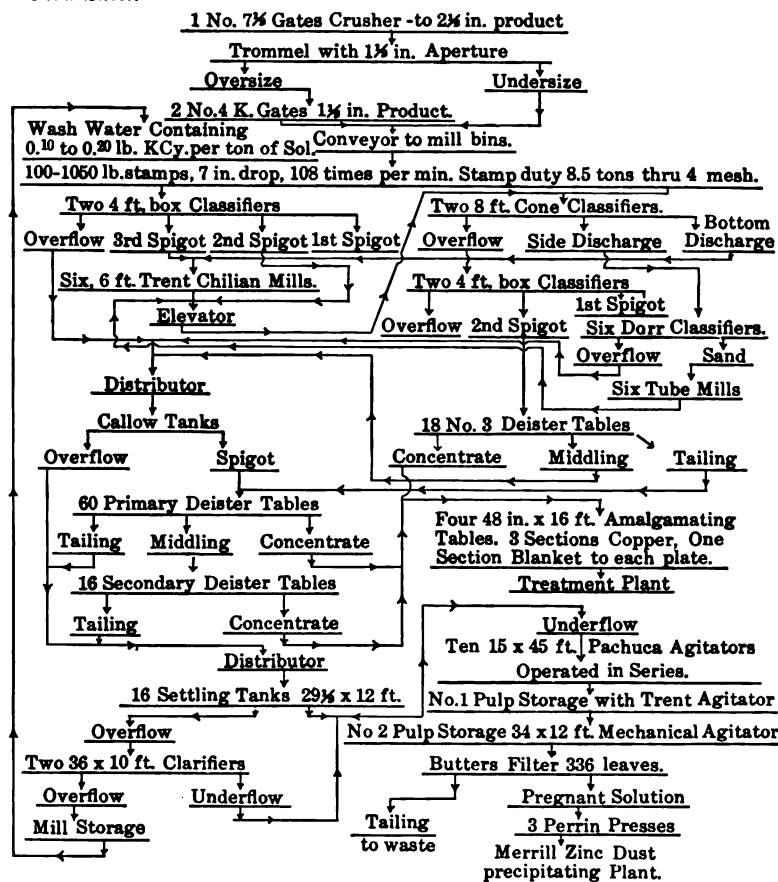 1 No. 7½ Gates Crusher -to 2½ in. product
Trommel with 1½ in. Aperture
Oversize Undersize
2 No.4 K. Gates 1½ in. Product.
Wash Water Containing
0.10 to 0.20 lb. KCy. per ton of Sol.
Conveyor to mill bins.
100-1050 lb. stamps, 7 in. drop, 108 times per min. Stamp duty 8.5 tons thru 4 mesh.
Two 4 ft. box Classifiers
Two 8 ft. Cone Classifiers.
Overflow 3rd Spigot 2nd Spigot 1st Spigot
Overflow Side Discharge
Bottom
Discharge
Six, 6 ft. Trent Chilian Mills.
Two 4 ft. box Classifiers
Elevator
1st Spigot
Overflow 2nd Spigot
Six Dorr Classifiers.
Overflow Sand
Distributor
Six Tube Mills
Callow Tanks
18 No. 3 Deister Tables
Overflow Spigot
Concentrate Middling Tailing
60 Primary Deister Tables
Tailing Middling Concentrate
Four 48 in. x 16 ft. Amalgamating
Tables. 3 Sections Copper, One
Section Blanket to each plate.
Treatment Plant
16 Secondary Deister Tables
Tailing Concentrate
Distributor
Underflow
Ten 15 x 45 ft. Pachuca Agitators
Operated in Series.
16 Settling Tanks 29½ x 12 ft.
No.1 Pulp Storage with Trent Agitator
Overflow
No 2 Pulp Storage 34 x 12 ft. Mechanical Agitator
Two 36 x 10 ft. Clarifiers
Butters Filter 336 leaves.
Overflow Underflow
Tailing
to waste
Pregnant Solution
Mill Storage
3 Perrin Presses
Merrill Zinc Dust
precipitating Plant.